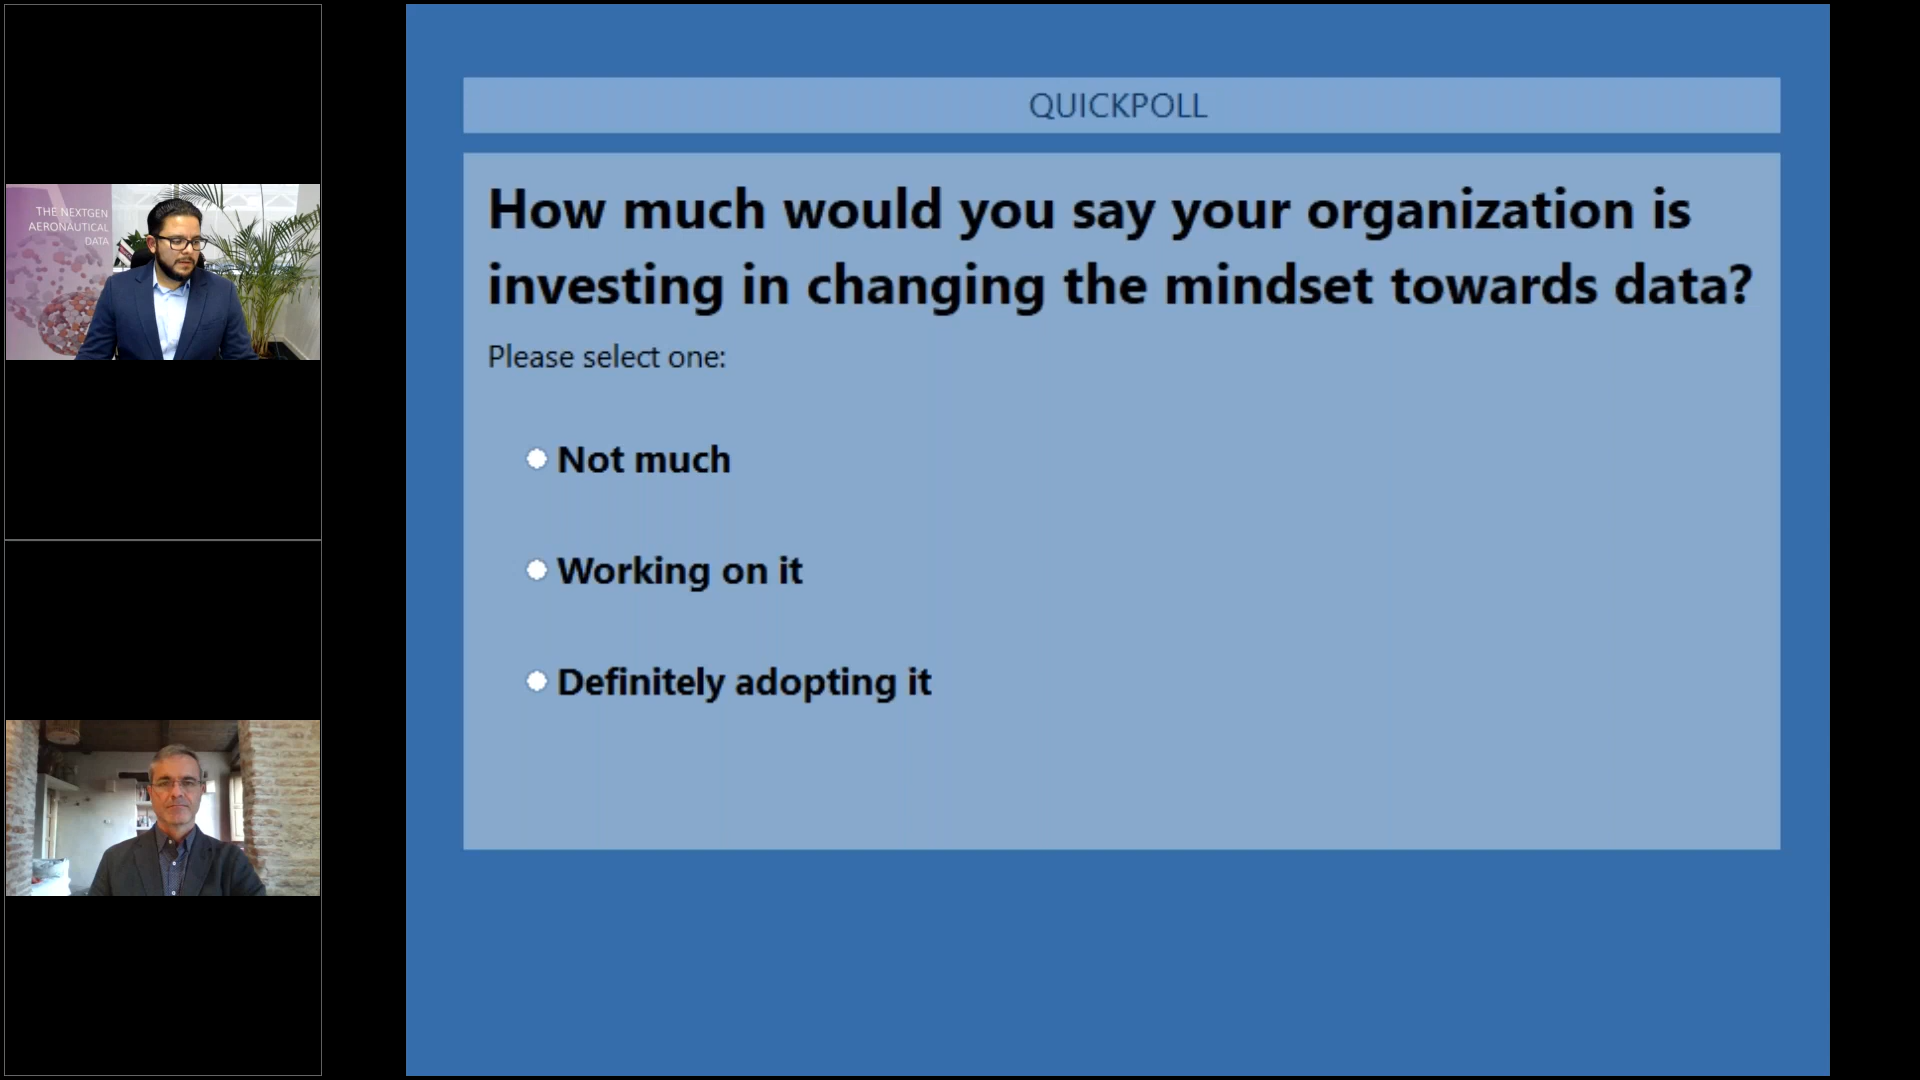 THE NEXTGEN
AERONAUTICAL
DATA
QUICKPOLL
How much would you say your organization is
investing in changing the mindset towards data?
Please select one:
Not much
Working on it
Definitely adopting it